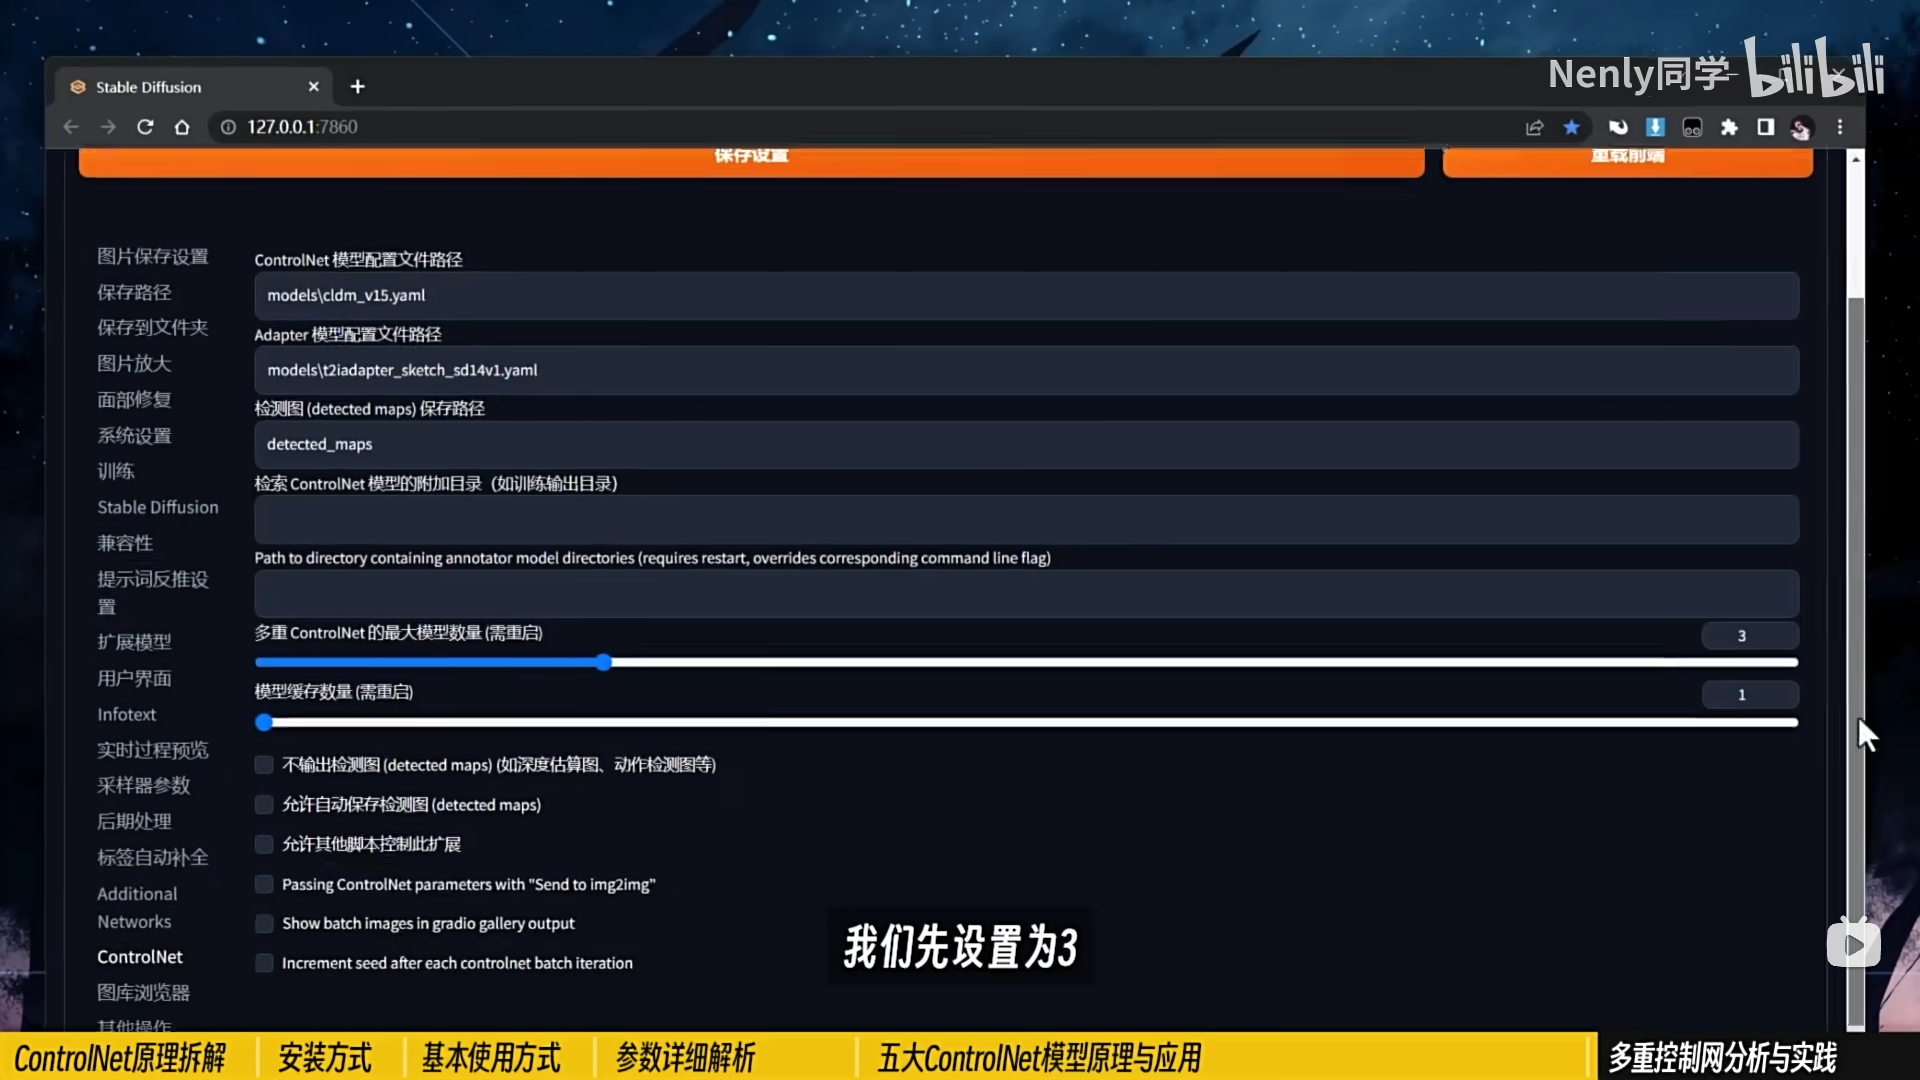 Nenly同学 bilibili
Stable Diffusion
127.0.0.1:7860
保存设置
重载前端
图片保存设置
保存路径
保存到文件夹
图片放大
面部修复
系统设置
训练
Stable Diffusion
兼容性
提示词反推设
置
扩展模型
用户界面
Infotext
实时过程预览
采样器参数
后期处理
标签自动补全
Additional
Networks
ControlNet
图库浏览器
其他操作
ControlNet 模型配置文件路径
models\cldm_v15.yaml
Adapter 模型配置文件路径
models\t2iadapter_sketch_sd14v1.yaml
检测图 (detected maps) 保存路径
detected_maps
检索 ControlNet 模型的附加目录（如训练输出目录）
Path to directory containing annotator model directories (requires restart, overrides corresponding command line flag)
多重 ControlNet 的最大模型数量 (需重启)
3
模型缓存数量 (需重启)
1
不输出检测图 (detected maps) (如深度估算图、动作检测图等)
允许自动保存检测图 (detected maps)
允许其他脚本控制此扩展
Passing ControlNet parameters with "Send to img2img"
Show batch images in gradio gallery output
Increment seed after each controlnet batch iteration
我们先设置为3
ControlNet原理拆解
安装方式
基本使用方式
参数详细解析
五大ControlNet模型原理与应用
多重控制网分析与实践